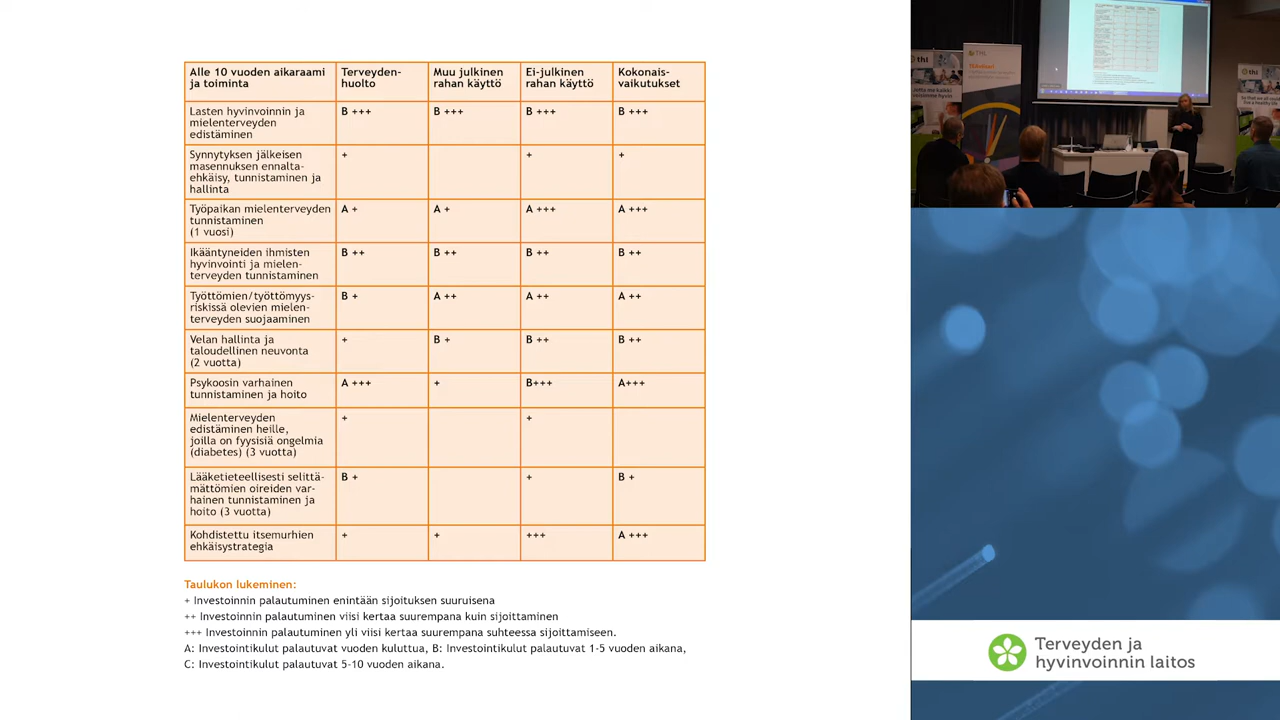 Alle 10 vuoden aikaraami
ja toiminta
Terveyden-
huolto
Muu julkinen
rahan käyttö
Ei-julkinen
rahan käyttö
Kokonais-
vaikutukset
Lasten hyvinvoinnin ja
mielenterveyden
edistäminen
B +++
B +++
B +++
B +++
Synnytyksen jälkeisen
masennuksen ennalta-
ehkäisy, tunnistaminen ja
hallinta
+
+
+
Työpaikan mielenterveyden
tunnistaminen
(1 vuosi)
A +
A +
A +++
A +++
Ikääntyneiden ihmisten
hyvinvointi ja mielen-
terveyden tunnistaminen
B ++
B ++
B ++
B ++
Työttömien/työttömyys-
riskissä olevien mielen-
terveyden suojaaminen
B +
A ++
A ++
A ++
Velan hallinta ja
taloudellinen neuvonta
(2 vuotta)
+
B +
B ++
B ++
Psykoosin varhainen
tunnistaminen ja hoito
A +++
+
B+++
A+++
Mielenterveyden
edistäminen heille,
joilla on fyysisiä ongelmia
(diabetes) (3 vuotta)
+
+
Lääketieteellisesti selittä-
mättömien oireiden var-
hainen tunnistaminen ja
hoito (3 vuotta)
B +
+
B +
Kohdistettu itsemurhien
ehkäisystrategia
+
+
+++
A +++
Taulukon lukeminen:
+ Investoinnin palautuminen enintään sijoituksen suuruisena
++ Investoinnin palautuminen viisi kertaa suurempana kuin sijoittaminen
+++ Investoinnin palautuminen yli viisi kertaa suurempana suhteessa sijoittamiseen.
A: Investointikulut palautuvat vuoden kuluttua, B: Investointikulut palautuvat 1-5 vuoden aikana,
C: Investointikulut palautuvat 5-10 vuoden aikana.
thl
THL
thl
Terveyden ja
hyvinvoinnin laitos